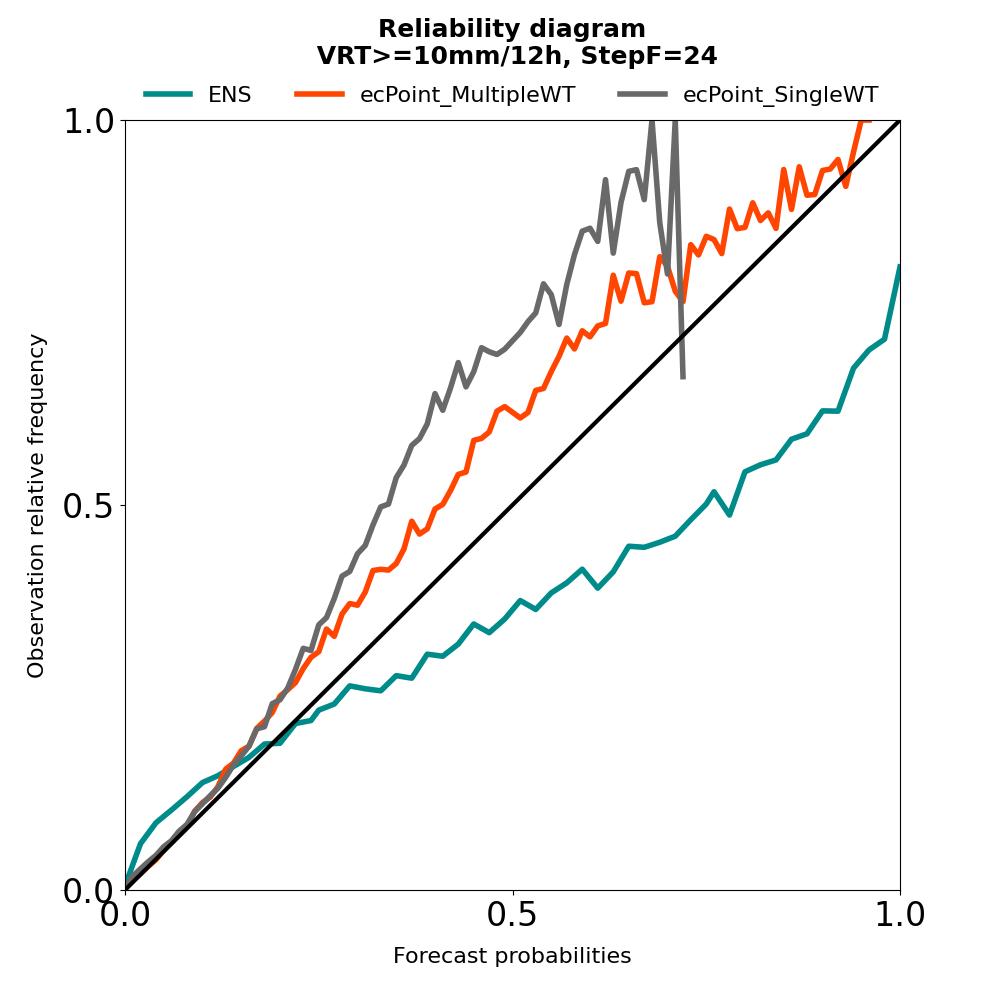 Reliability diagram
VRT>=10mm/12h, StepF=24
ENS ecPoint_MultipleWT ecPoint_SingleWT
1.0
0.5
0.0
0.0 0.5 1.0
Observation relative frequency
Forecast probabilities